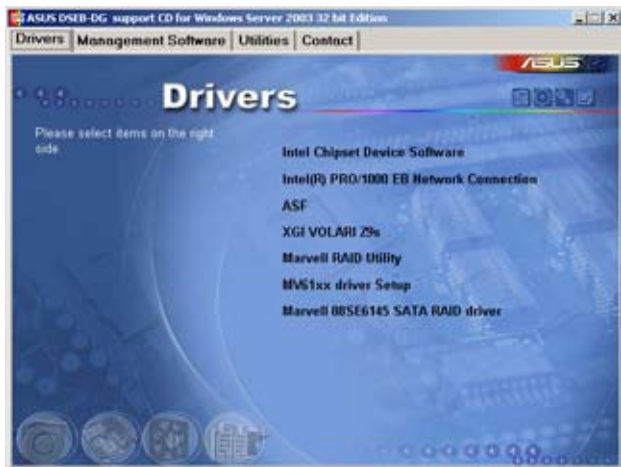 ASUS DSEB-DG support CD for Windows Server 2003 32 bit Edition
Drivers Management Software Utilities Contact
ASUS
Drivers
Please select items on the right
side
Intel Chipset Device Software
Intel(R) PRO/1000 EB Network Connection
ASF
XGI VOLARI Z9s
Marvell RAID Utility
MV61xx driver Setup
Marvell 88SE6145 SATA RAID driver